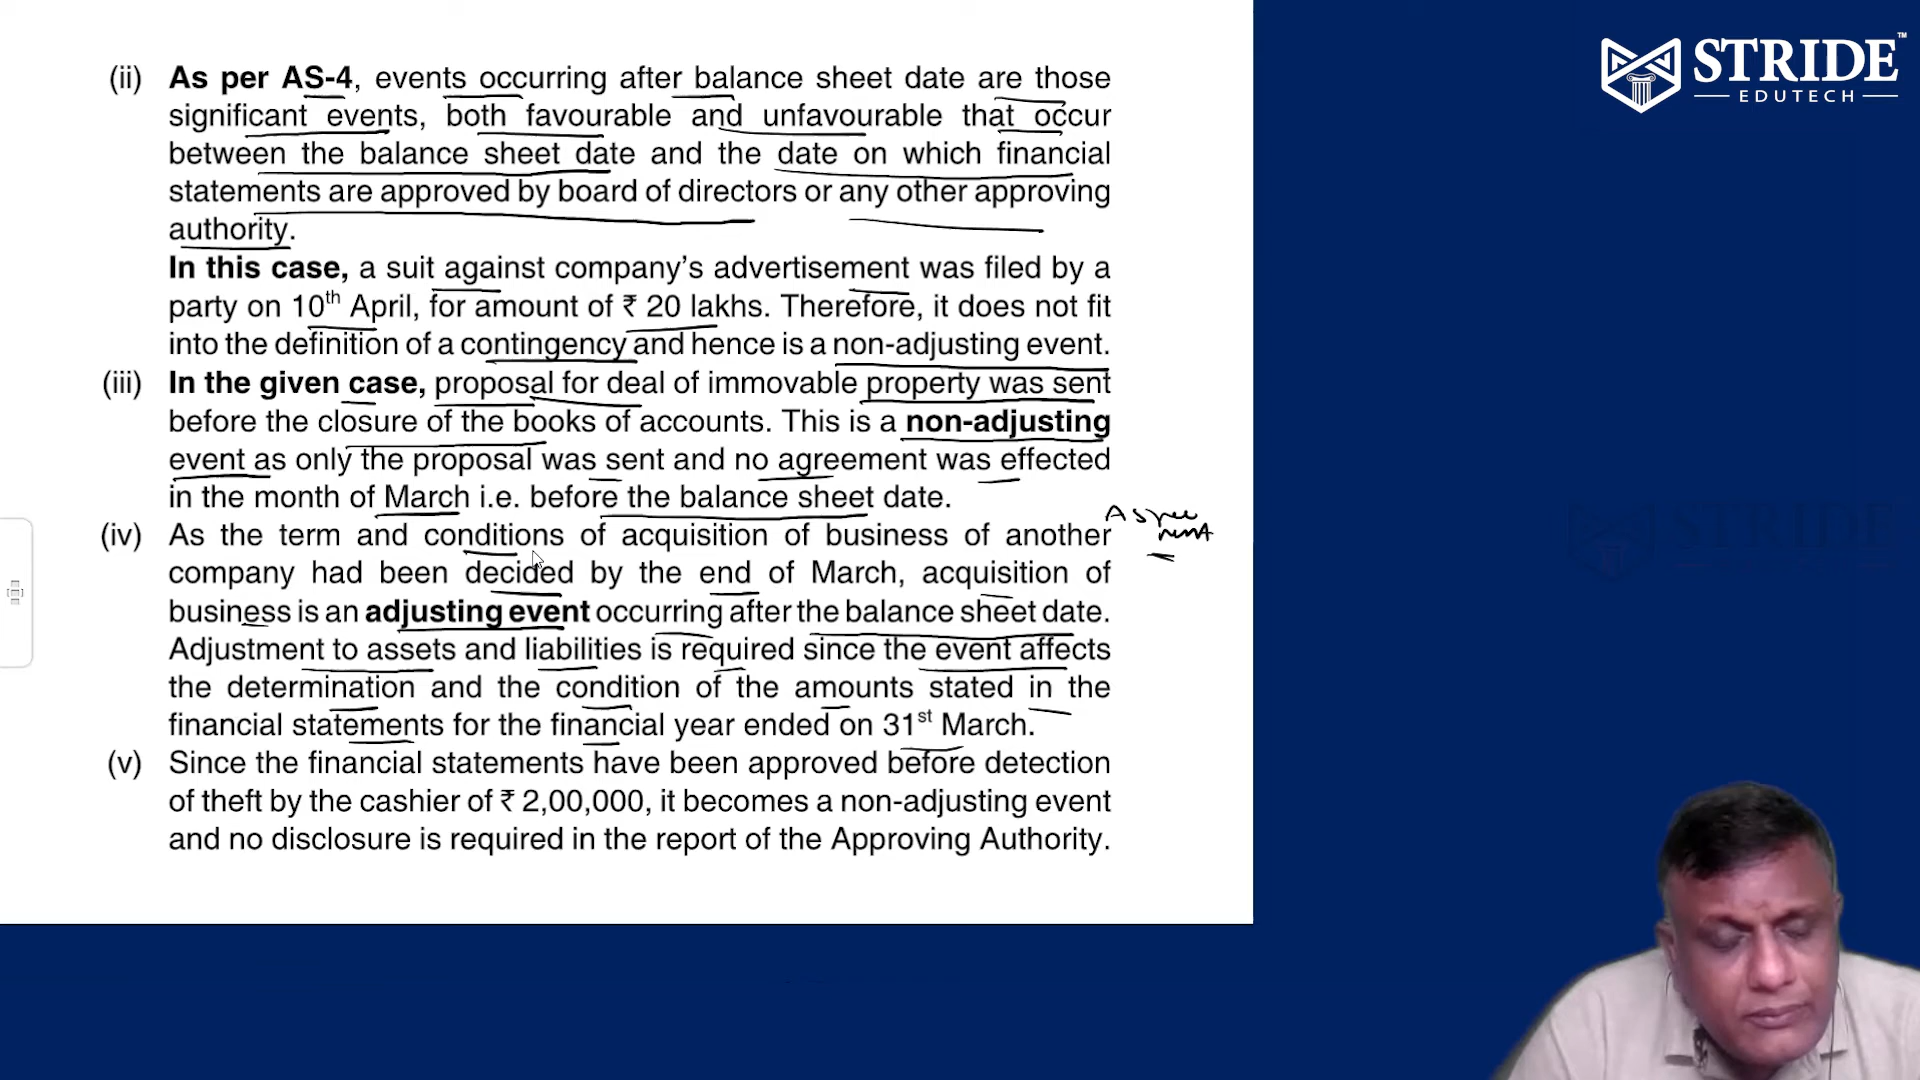 (ii) As per AS-4, events occurring after balance sheet date are those
significant events, both favourable and unfavourable that occur
between the balance sheet date and the date on which financial
statements are approved by board of directors or any other approving
authority.
In this case, a suit against company’s advertisement was filed by a
party on 10th April, for amount of ₹ 20 lakhs. Therefore, it does not fit
into the definition of a contingency and hence is a non-adjusting event.
(iii) In the given case, proposal for deal of immovable property was sent
before the closure of the books of accounts. This is a non-adjusting
event as only the proposal was sent and no agreement was effected
in the month of March i.e. before the balance sheet date.
(iv) As the term and conditions of acquisition of business of another
company had been decided by the end of March, acquisition of
business is an adjusting event occurring after the balance sheet date.
Adjustment to assets and liabilities is required since the event affects
the determination and the condition of the amounts stated in the
financial statements for the financial year ended on 31st March.
(v) Since the financial statements have been approved before detection
of theft by the cashier of ₹ 2,00,000, it becomes a non-adjusting event
and no disclosure is required in the report of the Approving Authority.
STRIDE™
EDUTECH
STRIDE
EDUTECH